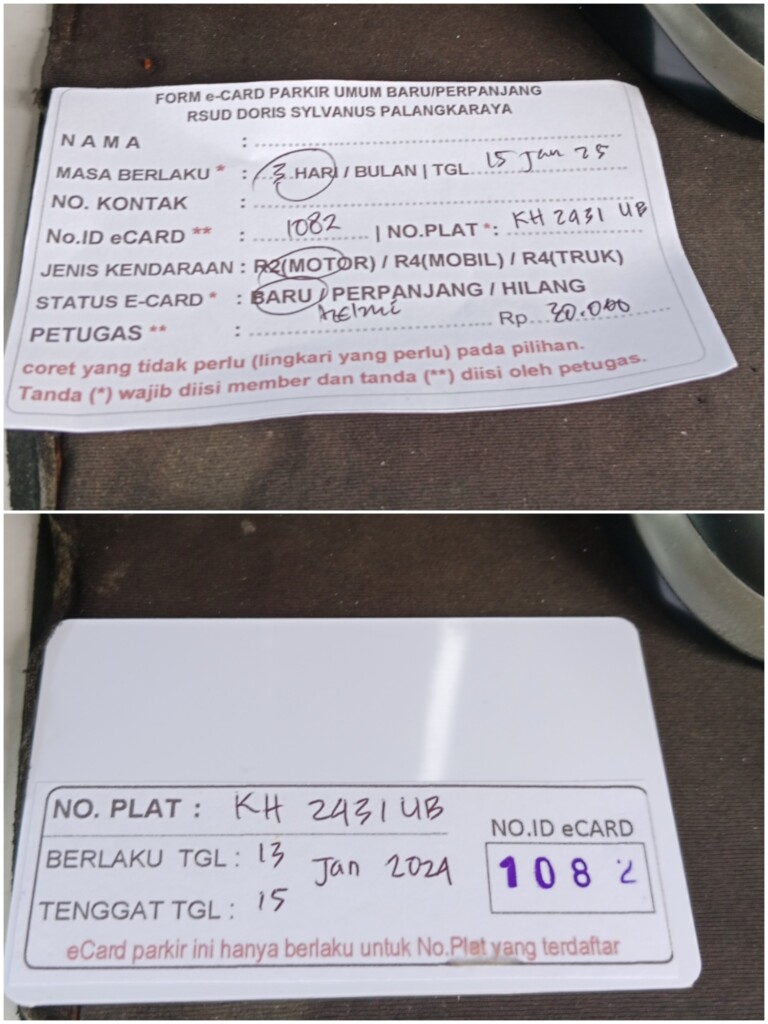 FORM e-CARD PARKIR UMUM BARU/PERPANJANG
RSUD DORIS SYLVANUS PALANGKARAYA
NAMA :
MASA BERLAKU * : 3 HARI / BULAN | TGL. 15 Jan 25
NO. KONTAK :
No.ID eCARD ** : 1082 | NO.PLAT *: KH 2931 UB
JENIS KENDARAAN : R2(MOTOR) / R4(MOBIL) / R4(TRUK)
STATUS E-CARD * : BARU / PERPANJANG / HILANG
PETUGAS ** : Helmi Rp. 30.000
coret yang tidak perlu (lingkari yang perlu) pada pilihan.
Tanda (*) wajib diisi member dan tanda (**) diisi oleh petugas.
NO. PLAT : KH 2931 UB
NO.ID eCARD
1082
BERLAKU TGL : 13 Jan 2024
TENGGAT TGL : 15
eCard parkir ini hanya berlaku untuk No.Plat yang terdaftar